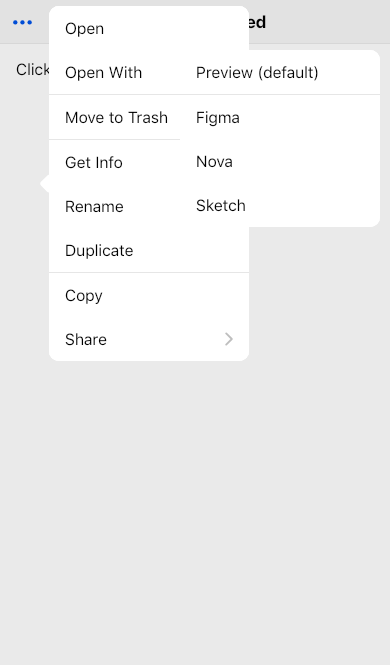 ed
Click
Open
Open With
Move to Trash
Get Info
Rename
Duplicate
Copy
Share
Preview (default)
Figma
Nova
Sketch